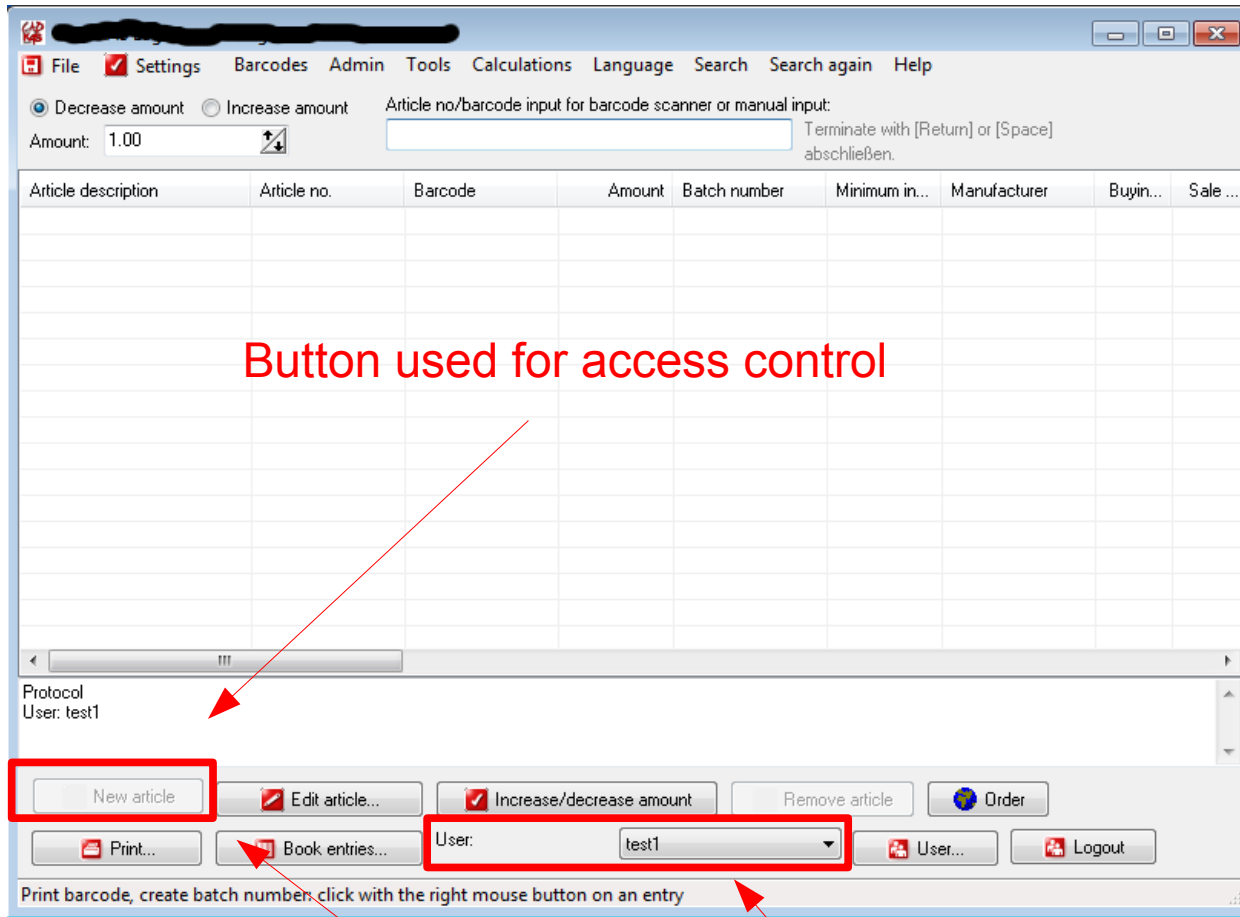 File Settings Barcodes Admin Tools Calculations Language Search Search again Help
Decrease amount Increase amount Article no/barcode input for barcode scanner or manual input:
Amount: 1.00 Terminate with [Return] or [Space]
abschließen.
Article description Article no. Barcode Amount Batch number Minimum in... Manufacturer Buyin... Sale ...
Button used for access control
Protocol
User: test1
New article Edit article... Increase/decrease amount Remove article Order
Print... Book entries... User: test1 User... Logout
Print barcode, create batch number: click with the right mouse button on an entry